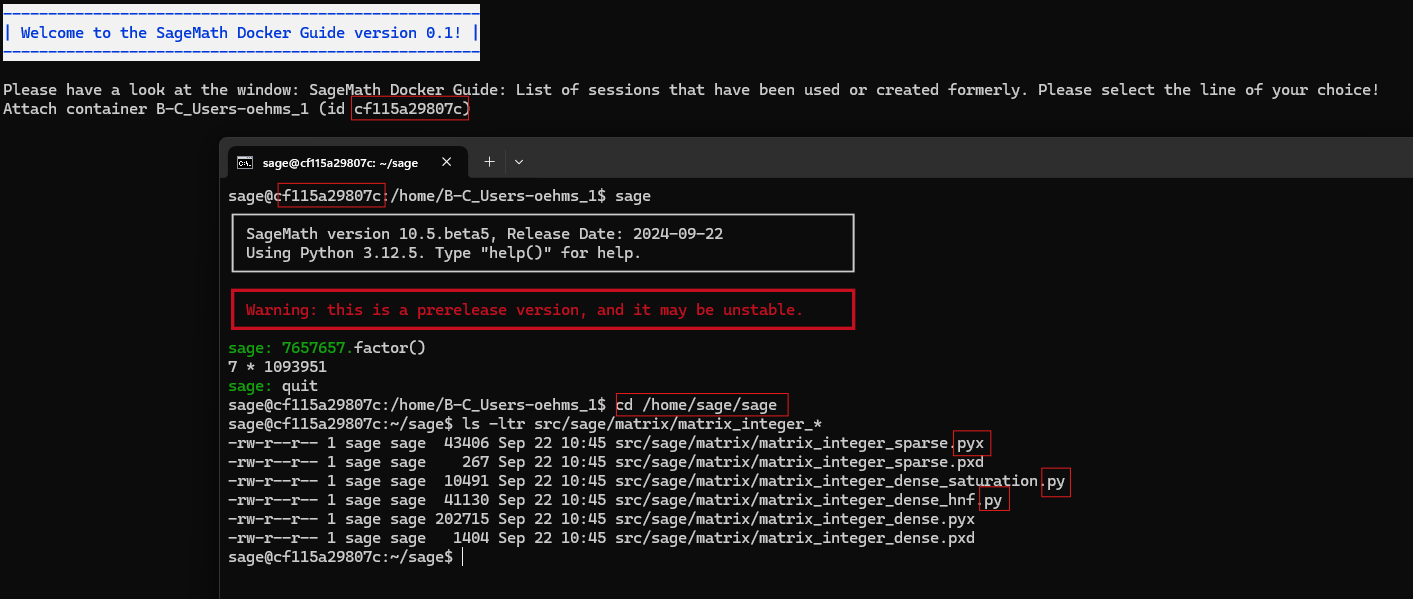 | Welcome to the SageMath Docker Guide version 0.1! |
Please have a look at the window: SageMath Docker Guide: List of sessions that have been used or created formerly. Please select the line of your choice!
Attach container B-C_Users-oehms_1 (id cf115a29807c)
sage@cf115a29807c: ~/sage
sage@cf115a29807c:/home/B-C_Users-oehms_1$ sage
SageMath version 10.5.beta5, Release Date: 2024-09-22
Using Python 3.12.5. Type "help()" for help.
Warning: this is a prerelease version, and it may be unstable.
sage: 7657657.factor()
7 * 1093951
sage: quit
sage@cf115a29807c:/home/B-C_Users-oehms_1$ cd /home/sage/sage
sage@cf115a29807c:~/sage$ ls -ltr src/sage/matrix/matrix_integer_*
-rw-r--r-- 1 sage sage  43406 Sep 22 10:45 src/sage/matrix/matrix_integer_sparse.pyx
-rw-r--r-- 1 sage sage    267 Sep 22 10:45 src/sage/matrix/matrix_integer_sparse.pxd
-rw-r--r-- 1 sage sage  10491 Sep 22 10:45 src/sage/matrix/matrix_integer_dense_saturation.py
-rw-r--r-- 1 sage sage  41130 Sep 22 10:45 src/sage/matrix/matrix_integer_dense_hnf.py
-rw-r--r-- 1 sage sage 202715 Sep 22 10:45 src/sage/matrix/matrix_integer_dense.pyx
-rw-r--r-- 1 sage sage   1404 Sep 22 10:45 src/sage/matrix/matrix_integer_dense.pxd
sage@cf115a29807c:~/sage$